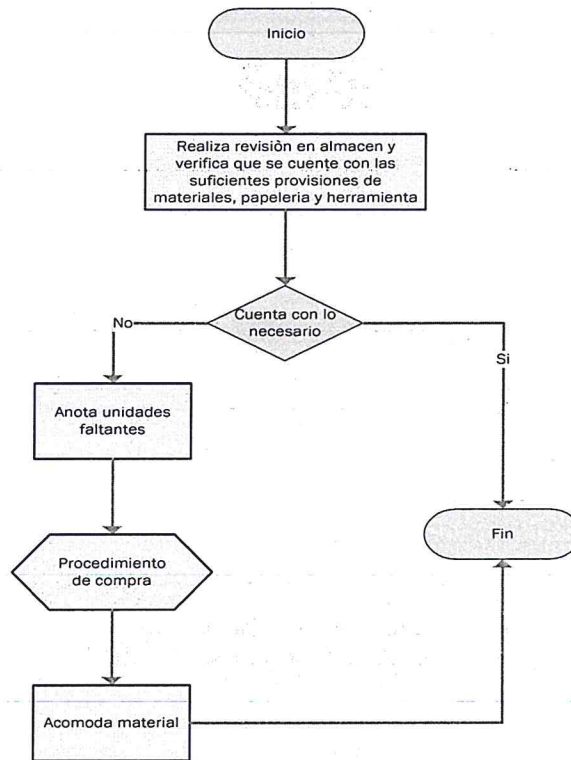 Inicio
Realiza revisiòn en almacen y
verifica que se cuente con las
suficientes provisiones de
materiales, papeleria y herramienta
Cuenta con lo
necesario
No
Si
Anota unidades
faltantes
Fin
Procedimiento
de compra
Acomoda material